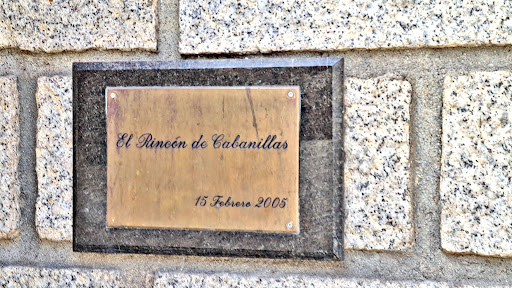 El Rincón de Cabanillas
15 Febrero 2005